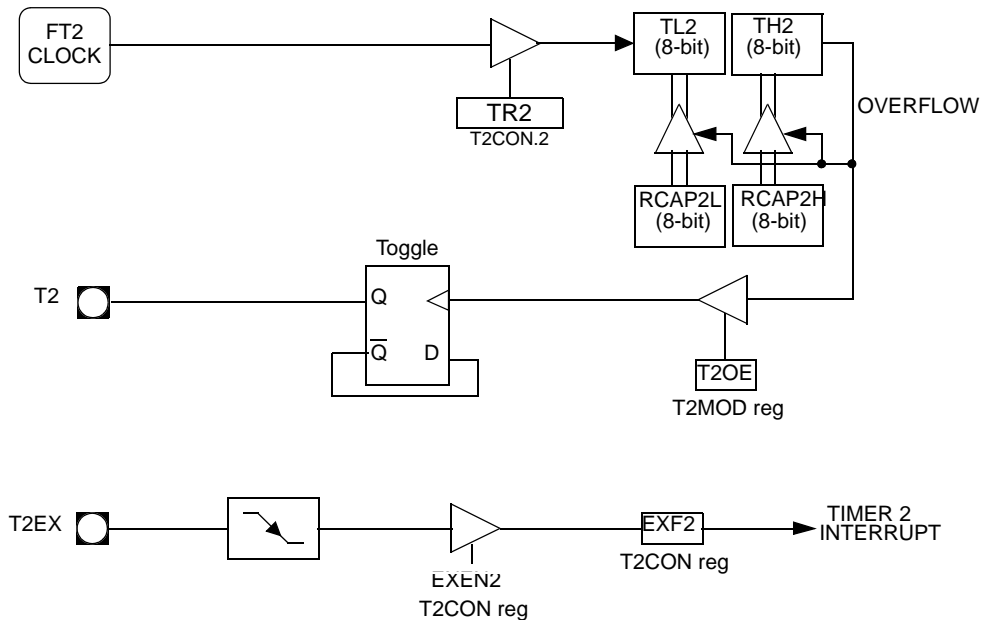 FT2
CLOCK
TL2
(8-bit)
TH2
(8-bit)
TR2
T2CON.2
OVERFLOW
RCAP2L
(8-bit)
RCAP2H
(8-bit)
Toggle
T2
Q
Q
D
T2OE
T2MOD reg
T2EX
EXEN2
T2CON reg
EXF2
T2CON reg
TIMER 2
INTERRUPT